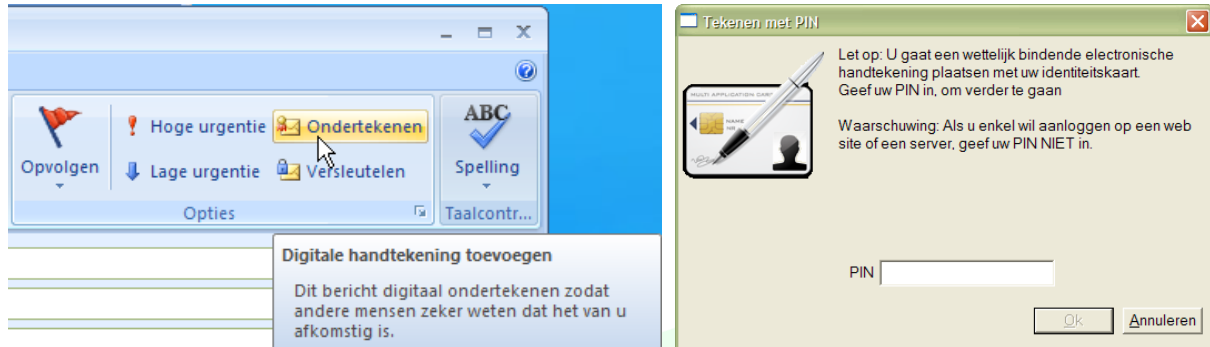 Hoge urgentie
Ondertekenen
Opvolgen
Lage urgentie
Versleutelen
Opties
ABC
Spelling
Taalcontr...
Digitale handtekening toevoegen
Dit bericht digitaal ondertekenen zodat
andere mensen zeker weten dat het van u
afkomstig is.
Tekenen met PIN
MULTI APPLICATION CARD
NAME
NR
Let op: U gaat een wettelijk bindende electronische
handtekening plaatsen met uw identiteitskaart.
Geef uw PIN in, om verder te gaan
Waarschuwing: Als u enkel wil aanloggen op een web
site of een server, geef uw PIN NIET in.
PIN
Ok
Annuleren